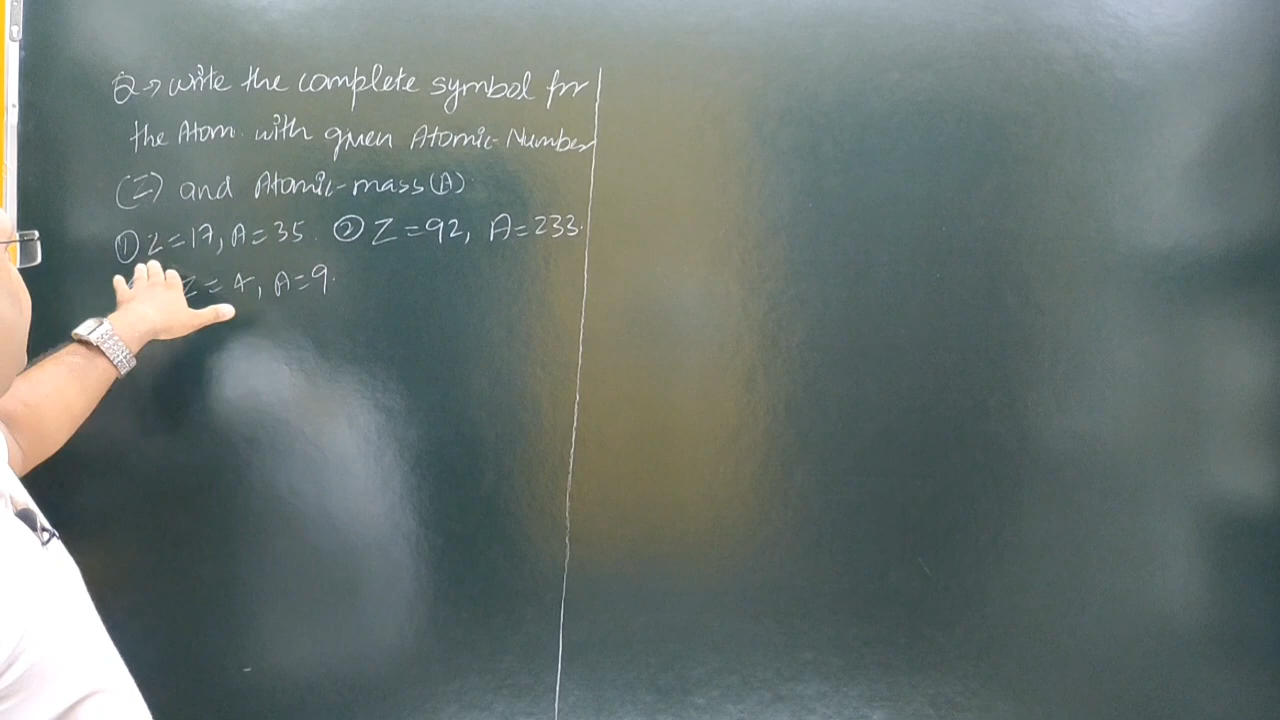 Q→ write the complete symbol for
the Atom with given Atomic-Number
(Z) and Atomic-mass(A).
① Z=17, A=35. ② Z=92, A=233.
Z=4, A=9.